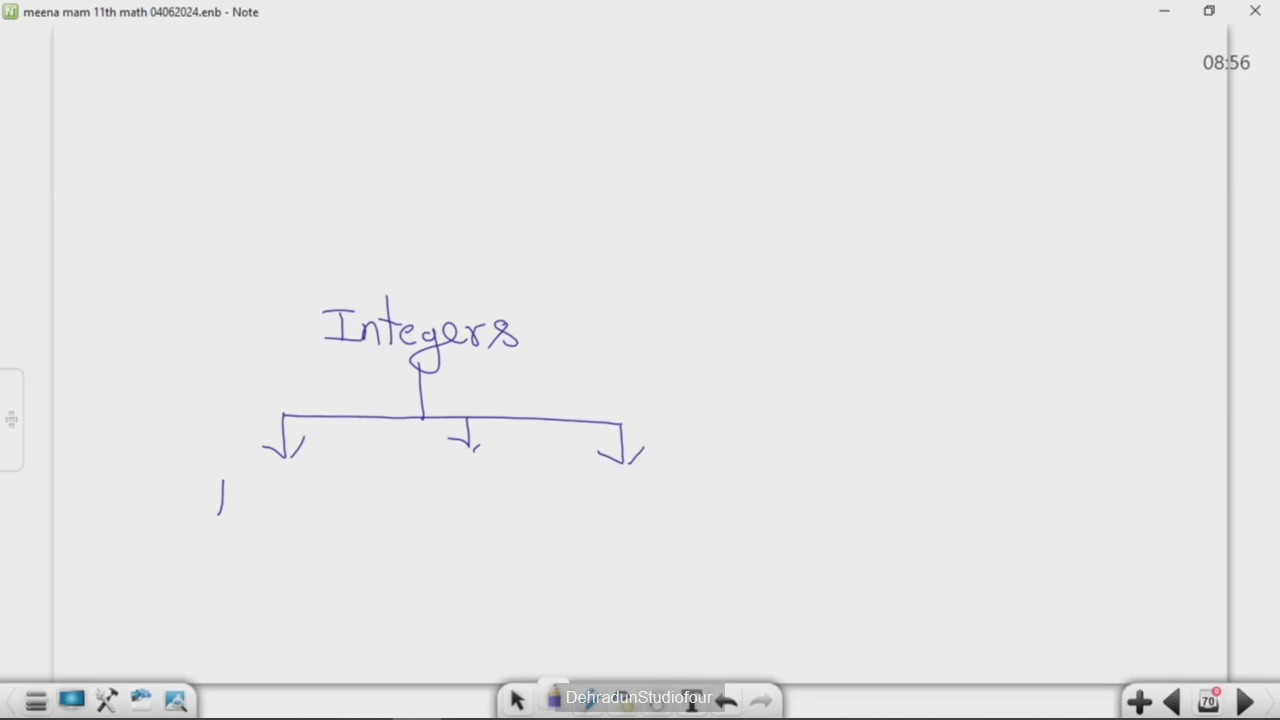 meena mam 11th math 04062024.enb - Note
08:56
Integers
DehradunStudiofour
70